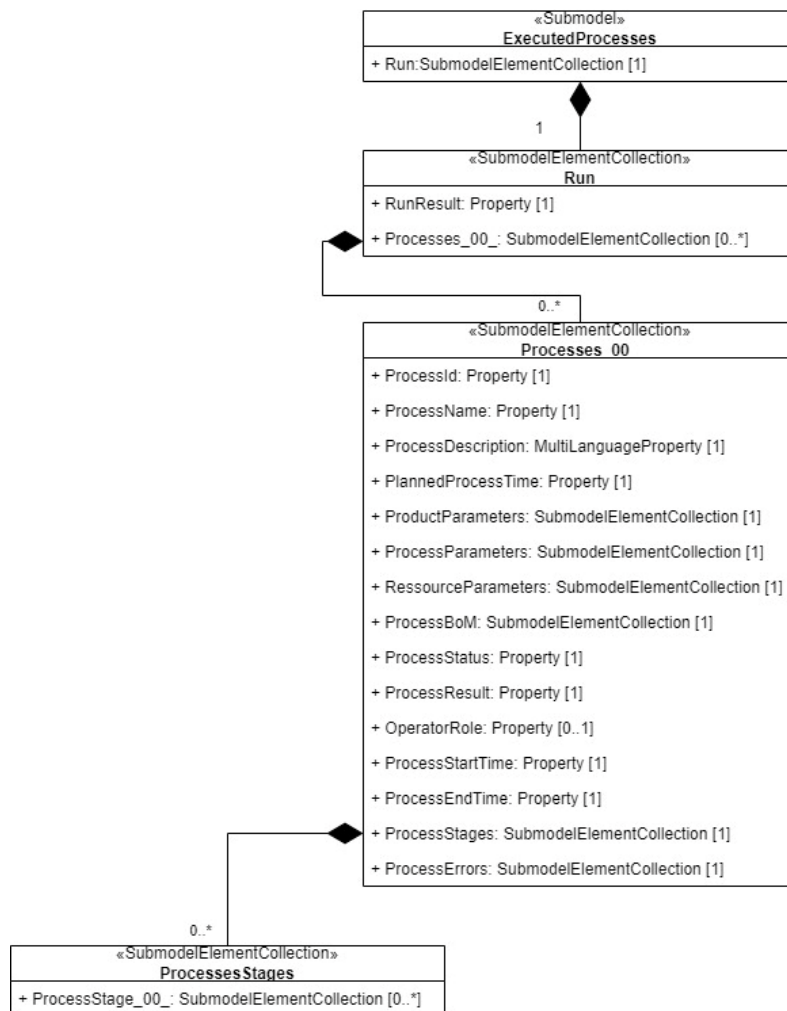 «Submodel»
ExecutedProcesses
+ Run:SubmodelElementCollection [1]
1
«SubmodelElementCollection»
Run
+ RunResult: Property [1]
+ Processes_00_: SubmodelElementCollection [0..*]
0..*
«SubmodelElementCollection»
Processes_00
+ ProcessId: Property [1]
+ ProcessName: Property [1]
+ ProcessDescription: MultiLanguageProperty [1]
+ PlannedProcessTime: Property [1]
+ ProductParameters: SubmodelElementCollection [1]
+ ProcessParameters: SubmodelElementCollection [1]
+ RessourceParameters: SubmodelElementCollection [1]
+ ProcessBoM: SubmodelElementCollection [1]
+ ProcessStatus: Property [1]
+ ProcessResult: Property [1]
+ OperatorRole: Property [0..1]
+ ProcessStartTime: Property [1]
+ ProcessEndTime: Property [1]
+ ProcessStages: SubmodelElementCollection [1]
+ ProcessErrors: SubmodelElementCollection [1]
0..*
«SubmodelElementCollection»
ProcessesStages
+ ProcessStage_00_: SubmodelElementCollection [0..*]